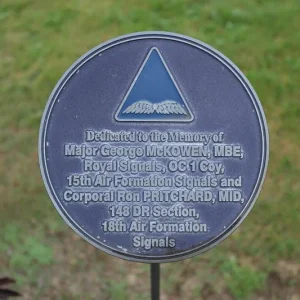 Dedicated to the Memory of
Major George McKOWEN, MBE,
Royal Signals, OC 1 Coy,
15th Air Formation Signals and
Corporal Ron PRITCHARD, MID,
148 DR Section,
18th Air Formation
Signals